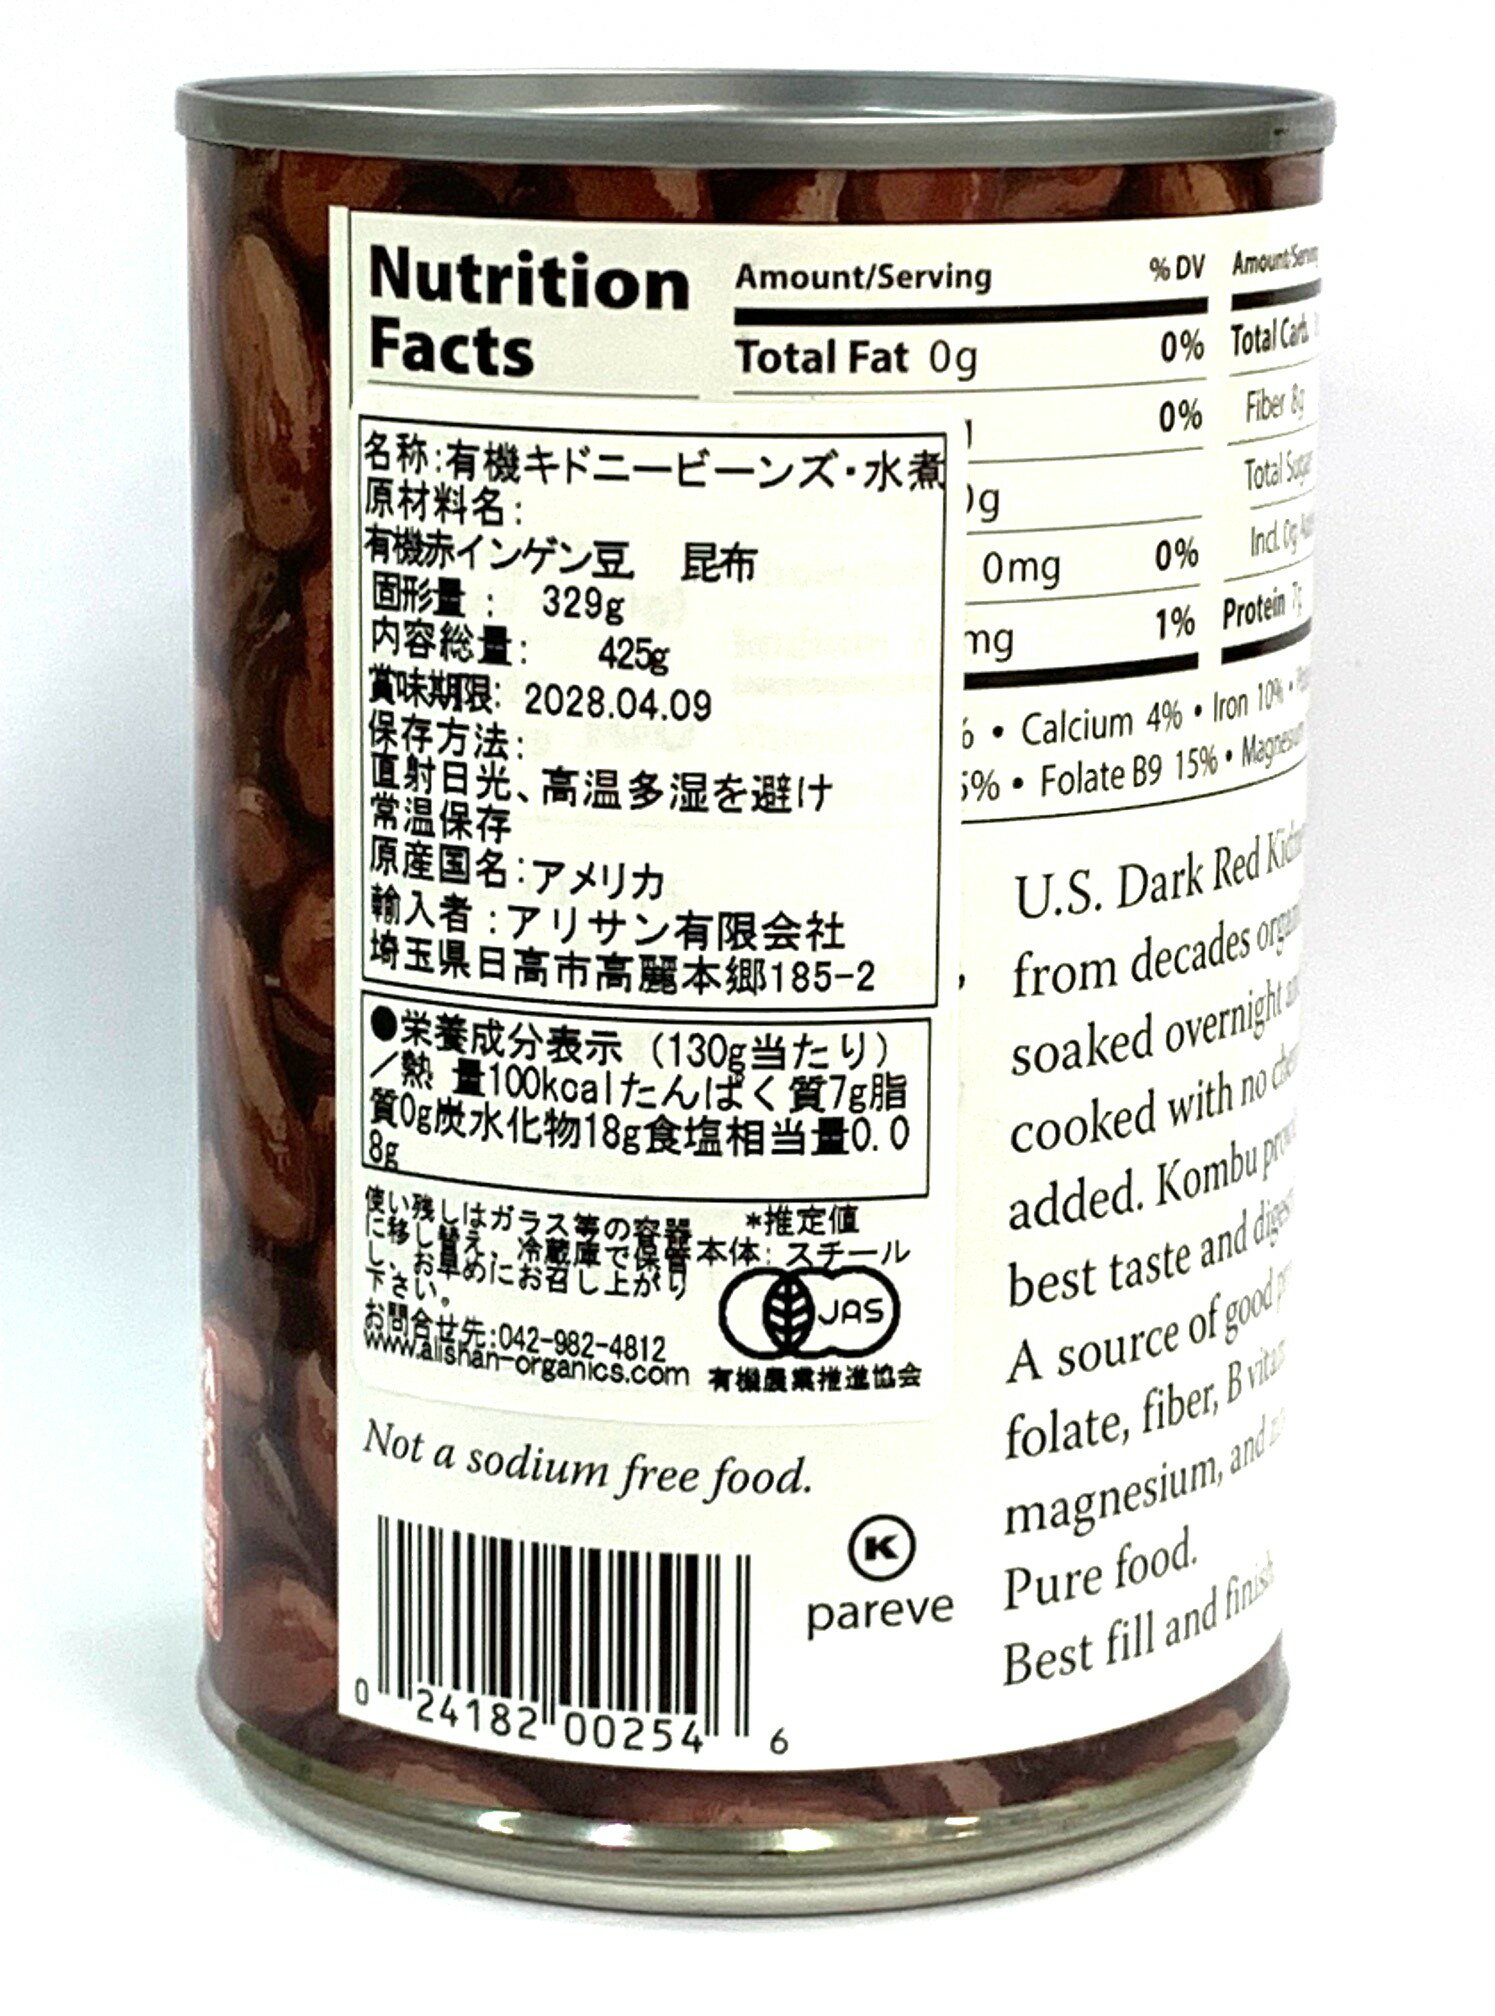 Nutrition
Facts
Amount/Serving % DV
Total Fat 0g 0%
0%
0mg 0%
mg 1%
Amount/Serving
Total Carb.
Fiber 8g
Total Sugar
Incl. 0g
Protein 7g
• Calcium 4% • Iron 10% •
5% • Folate B9 15% • Magnesium
名称:有機キドニービーンズ・水煮
原材料名:
有機赤インゲン豆 昆布
固形量: 329g
内容総量: 425g
賞味期限: 2028.04.09
保存方法:
直射日光、高温多湿を避け
常温保存
原産国名:アメリカ
輸入者:アリサン有限会社
埼玉県日高市高麗本郷185-2
●栄養成分表示 (130g当たり)
/熱 量100kcalたんぱく質7g脂
質0g炭水化物18g食塩相当量0.0
8g
使い残しはガラス等の容器
に移し替え、冷蔵庫で保管
し、お早めにお召し上がり
下さい。
お問合せ先:042-982-4812
www.alishan-organics.com
*推定値
本体: スチール
JAS
有機農業推進協会
U.S. Dark Red
from decades
soaked overnight
cooked with no
added. Kombu
best taste and
A source of good
folate, fiber, B
magnesium, and
Pure food.
Best fill and finish
Not a sodium free food.
K
pareve
0 24182 00254 6